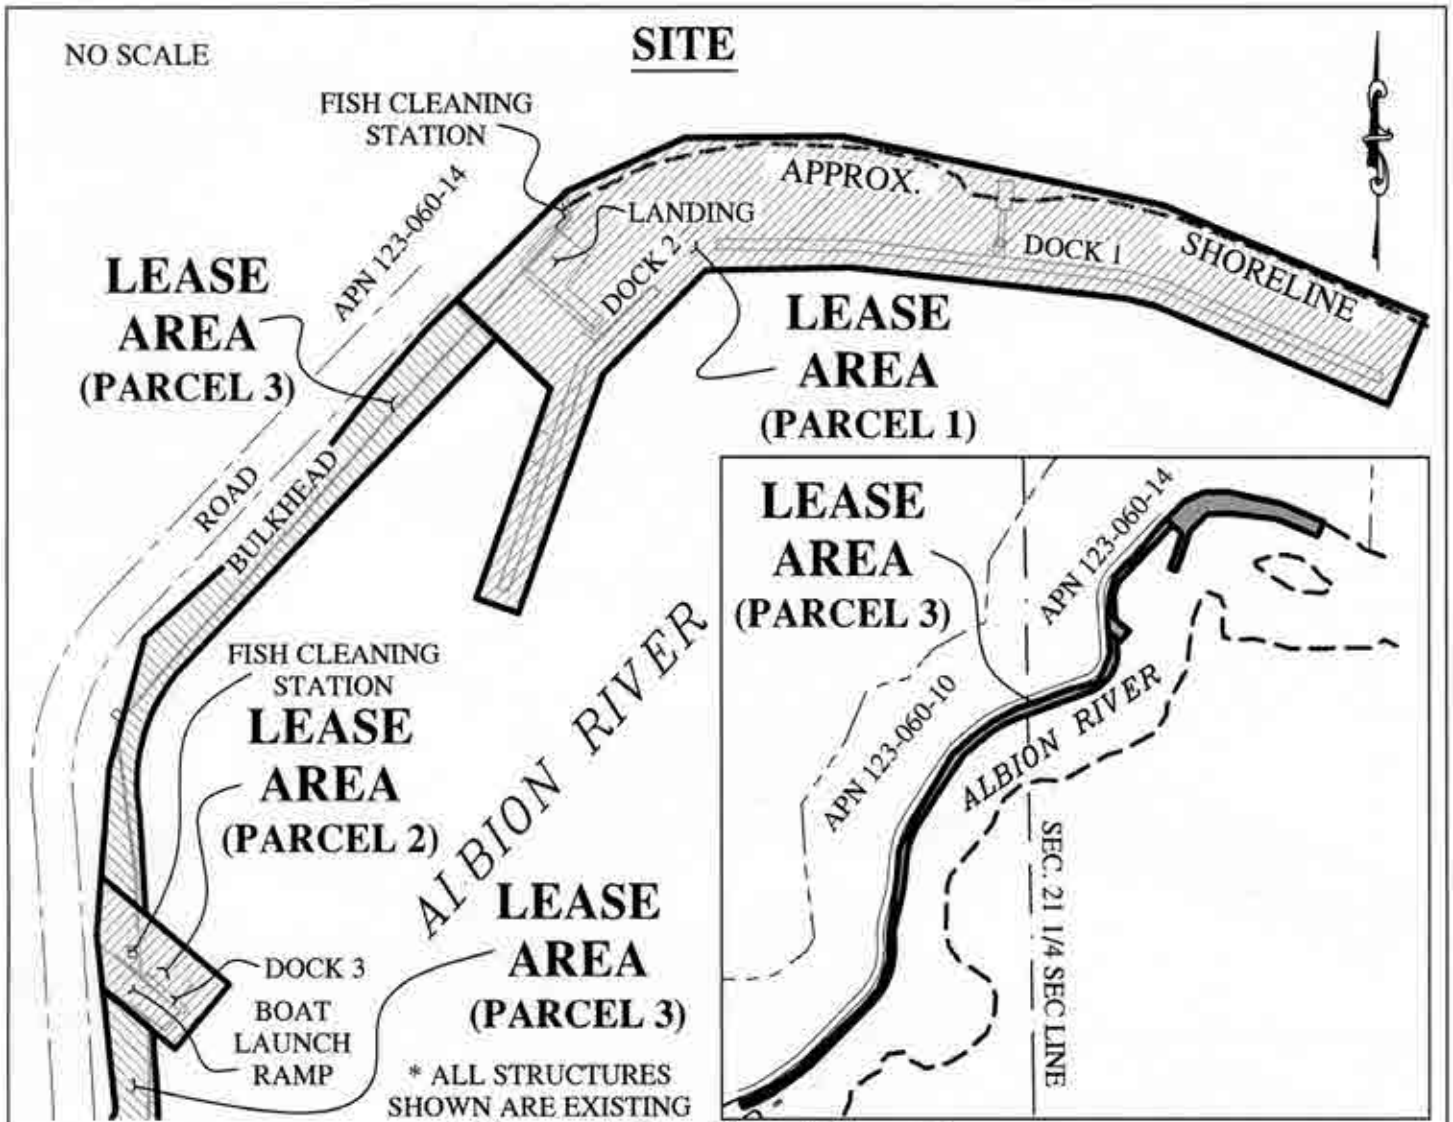 SITE
NO SCALE
FISH CLEANING
STATION
APN 123-060-14
APPROX.
LANDING
DOCK 2
DOCK 1
SHORELINE
LEASE
AREA
(PARCEL 3)
LEASE
AREA
(PARCEL 1)
ROAD
BULKHEAD
FISH CLEANING
STATION
LEASE
AREA
(PARCEL 2)
ALBION RIVER
LEASE
AREA
(PARCEL 3)
DOCK 3
BOAT
LAUNCH
RAMP
* ALL STRUCTURES
SHOWN ARE EXISTING
LEASE
AREA
(PARCEL 3)
APN 123-060-14
APN 123-060-10
ALBION RIVER
SEC. 21 1/4 SEC LINE